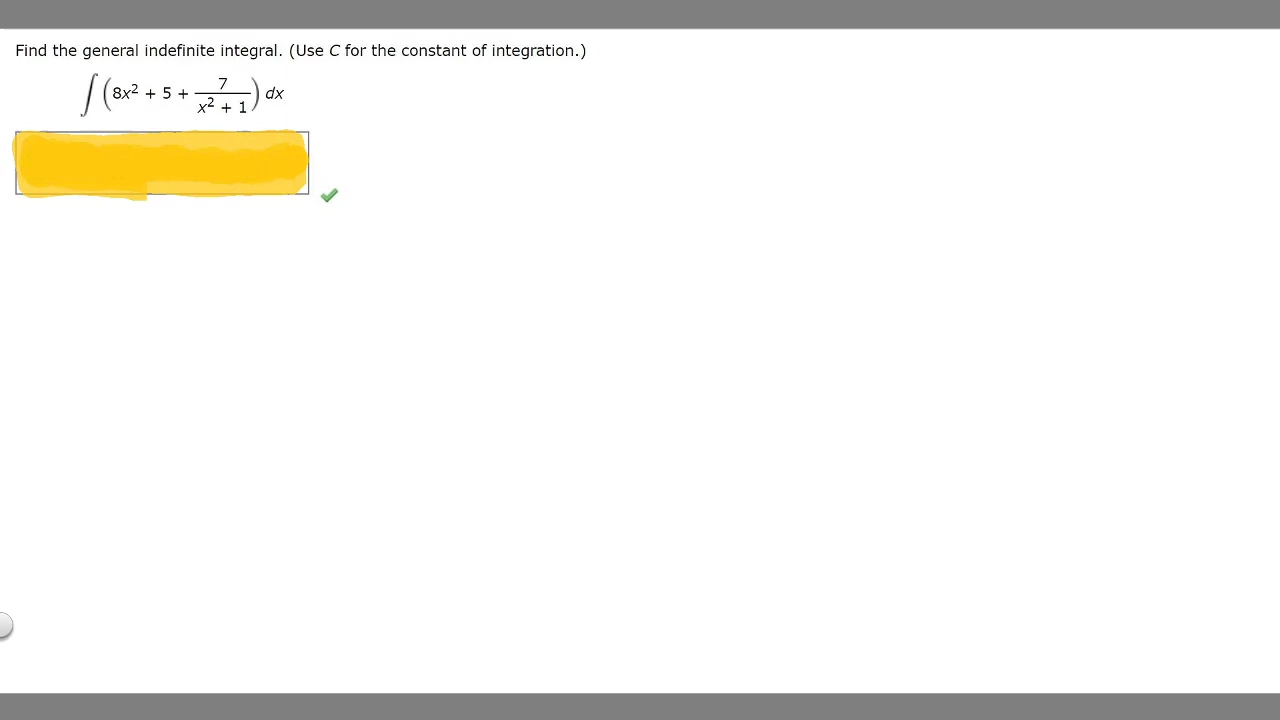 Find the general indefinite integral. (Use C for the constant of integration.)
∫ (8x² + 5 + 7/(x² + 1)) dx